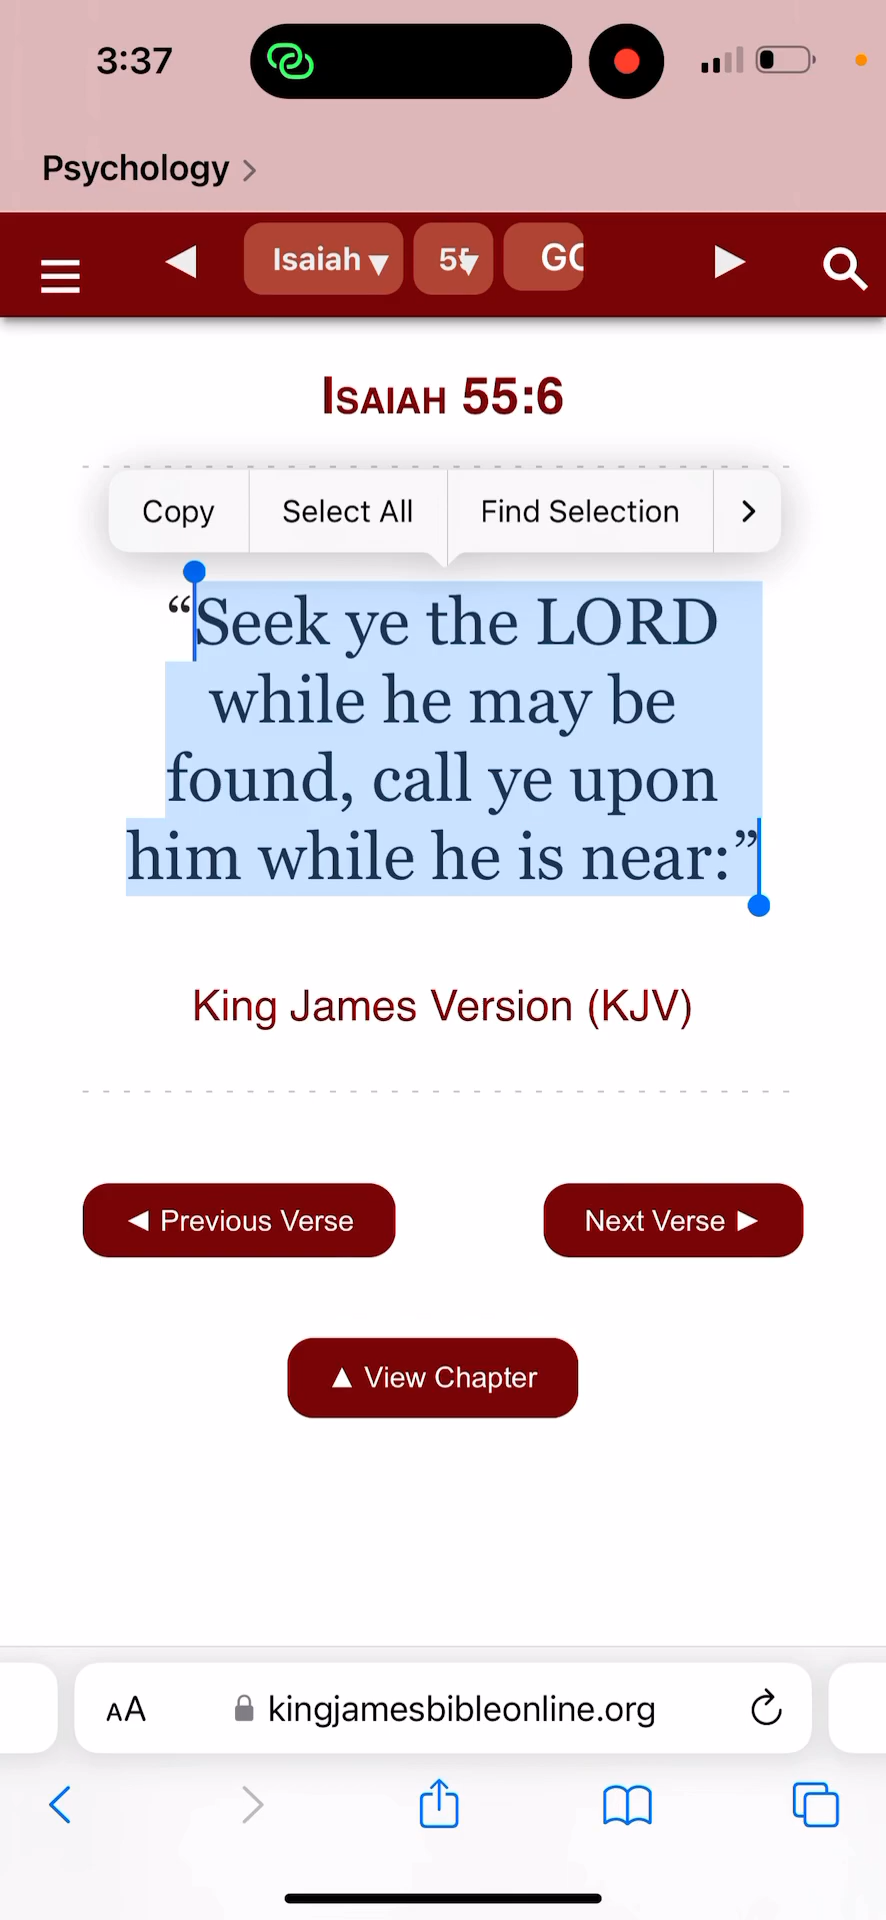 3:37
Psychology >
Isaiah ▼ 55 ▼ GO
ISAIAH 55:6
Copy Select All Find Selection >
“Seek ye the LORD
while he may be
found, call ye upon
him while he is near:”
King James Version (KJV)
◄ Previous Verse Next Verse ►
▲ View Chapter
AA kingjamesbibleonline.org